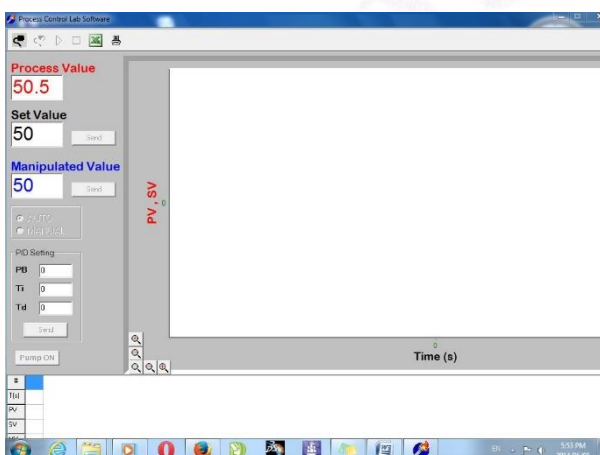 Process Control Lab Software
Process Value
50.5
Set Value
50
Send
Manipulated Value
50
Send
AUTO
MANUAL
PID Setting
PB 0
Ti 0
Td 0
Send
Pump ON
PV , SV
0
0
Time (s)
T(s)
PV
SV
EN
5:53 PM